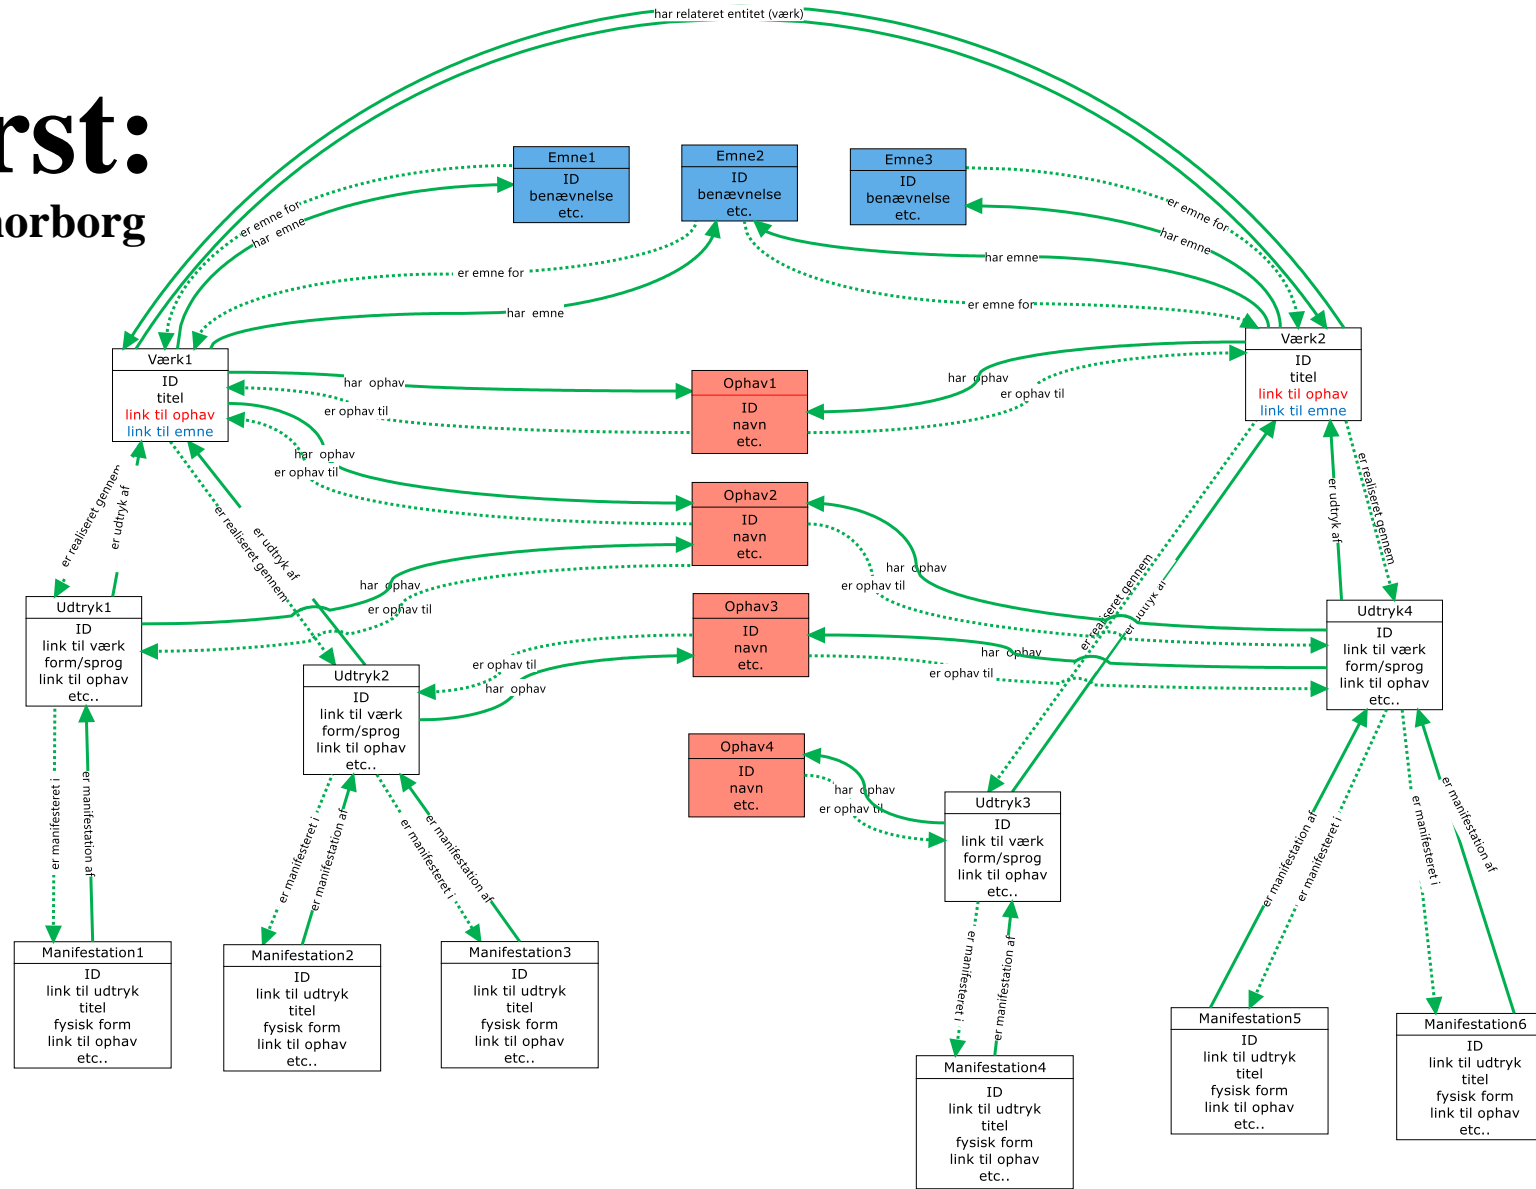 har relateret entitet (værk)
rst:
norborg
Emne1
ID
benævnelse
etc.
Emne2
ID
benævnelse
etc.
Emne3
ID
benævnelse
etc.
er emne for
har emne
er emne for
har emne
er emne for
har emne
har emne
er emne for
Værk1
ID
titel
link til ophav
link til emne
Værk2
ID
titel
link til ophav
link til emne
har ophav
er ophav til
har ophav
er ophav til
Ophav1
ID
navn
etc.
har ophav
er ophav til
Ophav2
ID
navn
etc.
har ophav
er ophav til
har ophav
er ophav til
Ophav3
ID
navn
etc.
er ophav til
har ophav
har ophav
er ophav til
Ophav4
ID
navn
etc.
har ophav
er ophav til
er realiseret gennem
er udtryk af
er realiseret gennem
er udtryk af
er realiseret gennem
er udtryk af
er udtryk af
er realiseret gennem
Udtryk1
ID
link til værk
form/sprog
link til ophav
etc..
Udtryk2
ID
link til værk
form/sprog
link til ophav
etc..
Udtryk3
ID
link til værk
form/sprog
link til ophav
etc..
Udtryk4
ID
link til værk
form/sprog
link til ophav
etc..
er manifesteret i
er manifestation af
er manifesteret i
er manifestation af
er manifesteret i
er manifestation af
er manifesteret i
er manifestation af
er manifestation af
er manifesteret i
er manifesteret i
er manifestation af
Manifestation1
ID
link til udtryk
titel
fysisk form
link til ophav
etc..
Manifestation2
ID
link til udtryk
titel
fysisk form
link til ophav
etc..
Manifestation3
ID
link til udtryk
titel
fysisk form
link til ophav
etc..
Manifestation4
ID
link til udtryk
titel
fysisk form
link til ophav
etc..
Manifestation5
ID
link til udtryk
titel
fysisk form
link til ophav
etc..
Manifestation6
ID
link til udtryk
titel
fysisk form
link til ophav
etc..